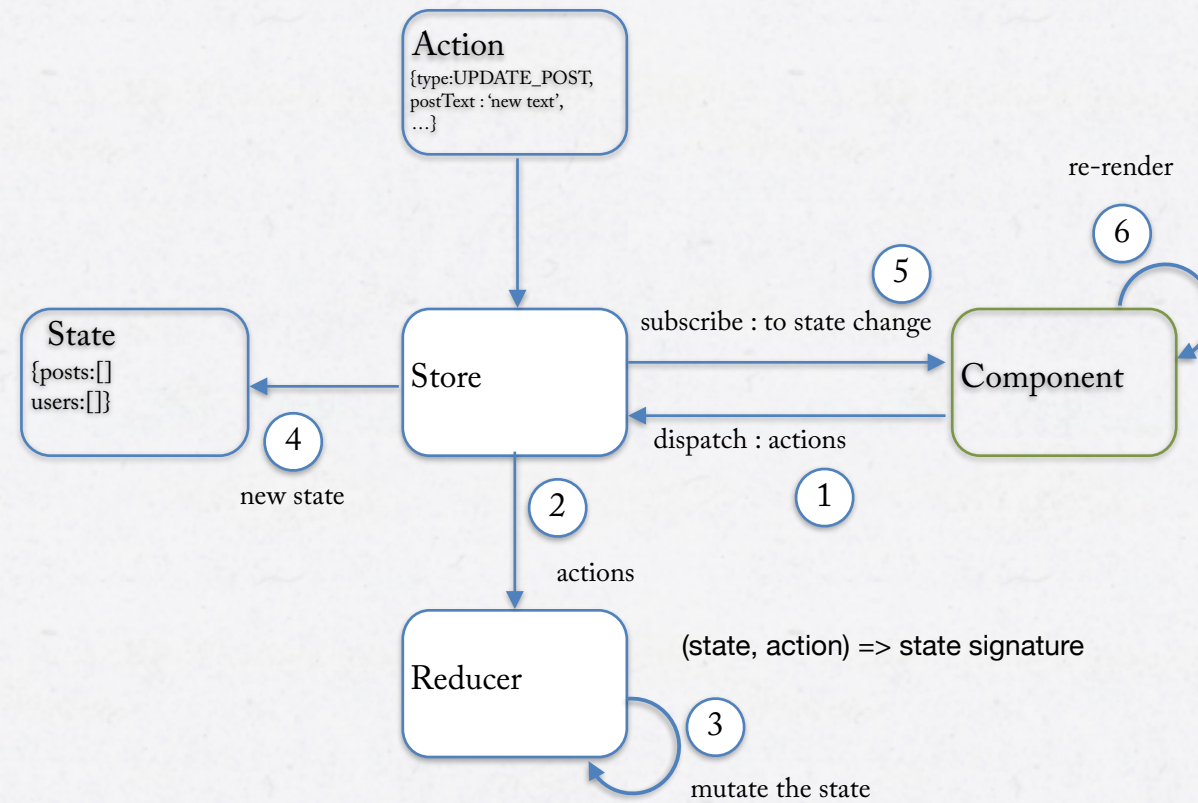 Action
{type:UPDATE_POST,
postText : ‘new text’,
…}
re-render
6
5
subscribe : to state change
State
{posts:[]
users:[]}
Store
Component
4
dispatch : actions
new state
2
1
actions
(state, action) => state signature
Reducer
3
mutate the state